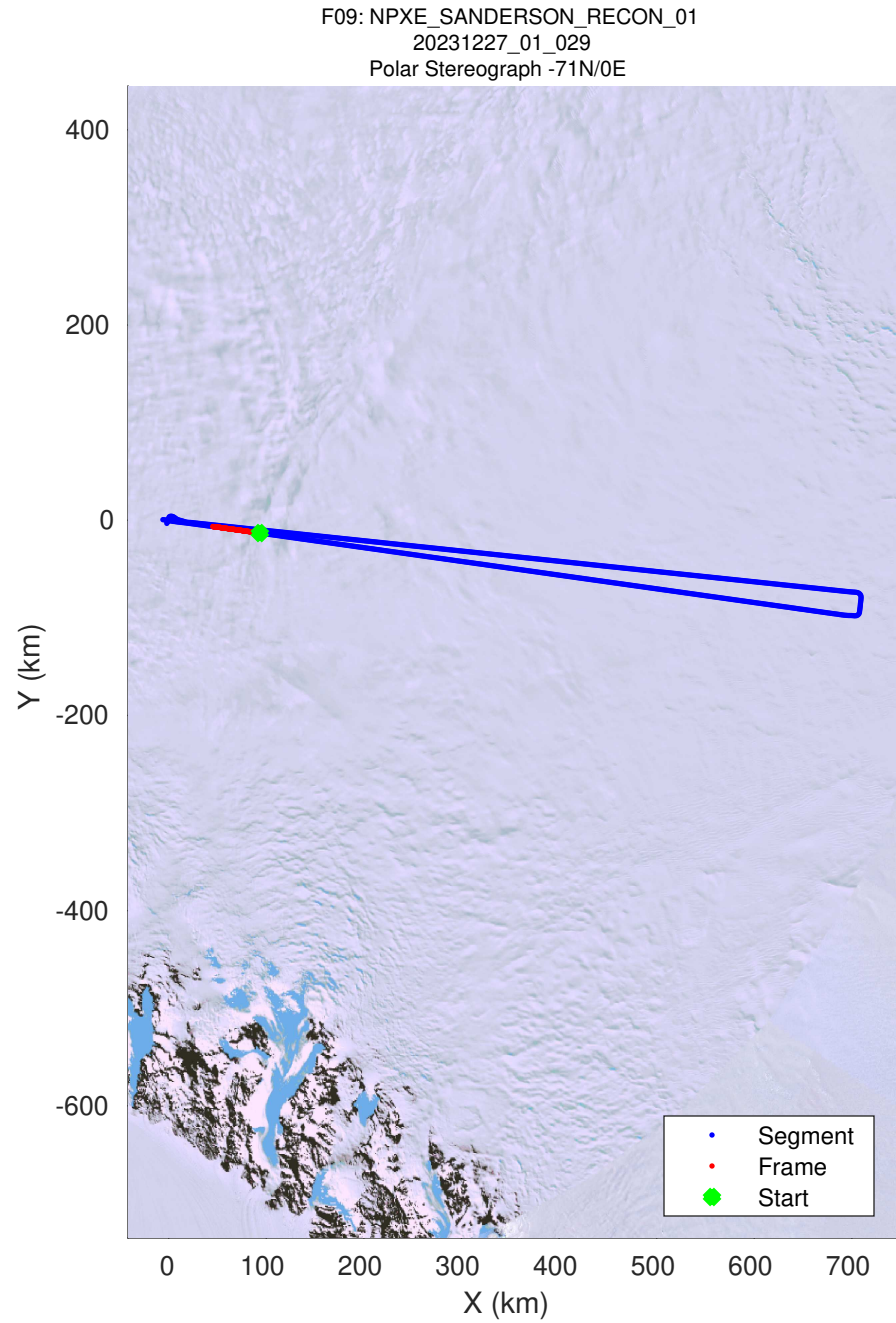 F09: NPXE_SANDERSON_RECON_01
20231227_01_029
Polar Stereograph -71N/0E
400
200
0
-200
-400
-600
Y (km)
Segment
Frame
Start
0 100 200 300 400 500 600 700
X (km)